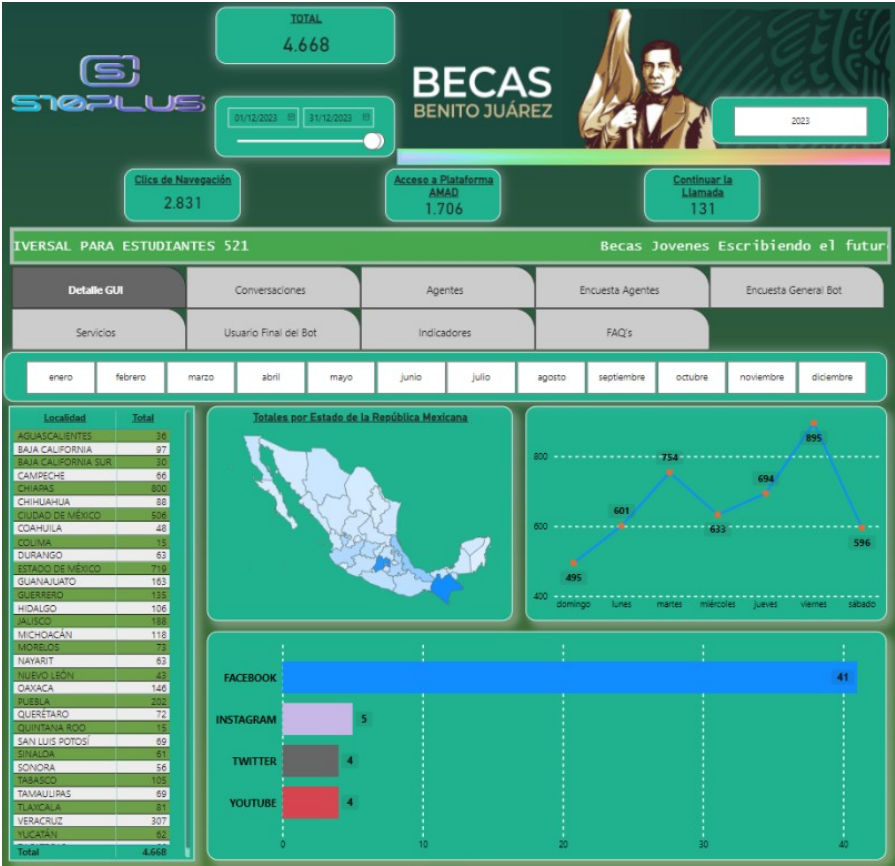 TOTAL
4.668
S10PLUS
BECAS
BENITO JUÁREZ
01/12/2023
31/12/2023
2023
Clics de Navegación
2.831
Acceso a Plataforma
AMAD
1.706
Continuar la
Llamada
131
IVERSAL PARA ESTUDIANTES 521
Becas Jovenes Escribiendo el futur
Detalle GUI
Conversaciones
Agentes
Encuesta Agentes
Encuesta General Bot
Servicios
Usuario Final del Bot
Indicadores
FAQ's
enero
febrero
marzo
abril
mayo
junio
julio
agosto
septiembre
octubre
noviembre
diciembre
Localidad Total
AGUASCALIENTES 36
BAJA CALIFORNIA 97
BAJA CALIFORNIA SUR 30
CAMPECHE 66
CHIAPAS 800
CHIHUAHUA 88
CIUDAD DE MÉXICO 506
COAHUILA 48
COLIMA 15
DURANGO 63
ESTADO DE MÉXICO 719
GUANAJUATO 163
GUERRERO 135
HIDALGO 106
JALISCO 188
MICHOACÁN 118
MORELOS 73
NAYARIT 63
NUEVO LEÓN 43
OAXACA 146
PUEBLA 202
QUERÉTARO 72
QUINTANA ROO 15
SAN LUIS POTOSÍ 69
SINALOA 61
SONORA 56
TABASCO 105
TAMAULIPAS 69
TLAXCALA 81
VERACRUZ 307
YUCATÁN 62
Total 4.668
Totales por Estado de la República Mexicana
800
600
400
495
601
754
633
694
895
596
domingo
lunes
martes
miércoles
jueves
viernes
sábado
FACEBOOK 41
INSTAGRAM 5
TWITTER 4
YOUTUBE 4
0
10
20
30
40